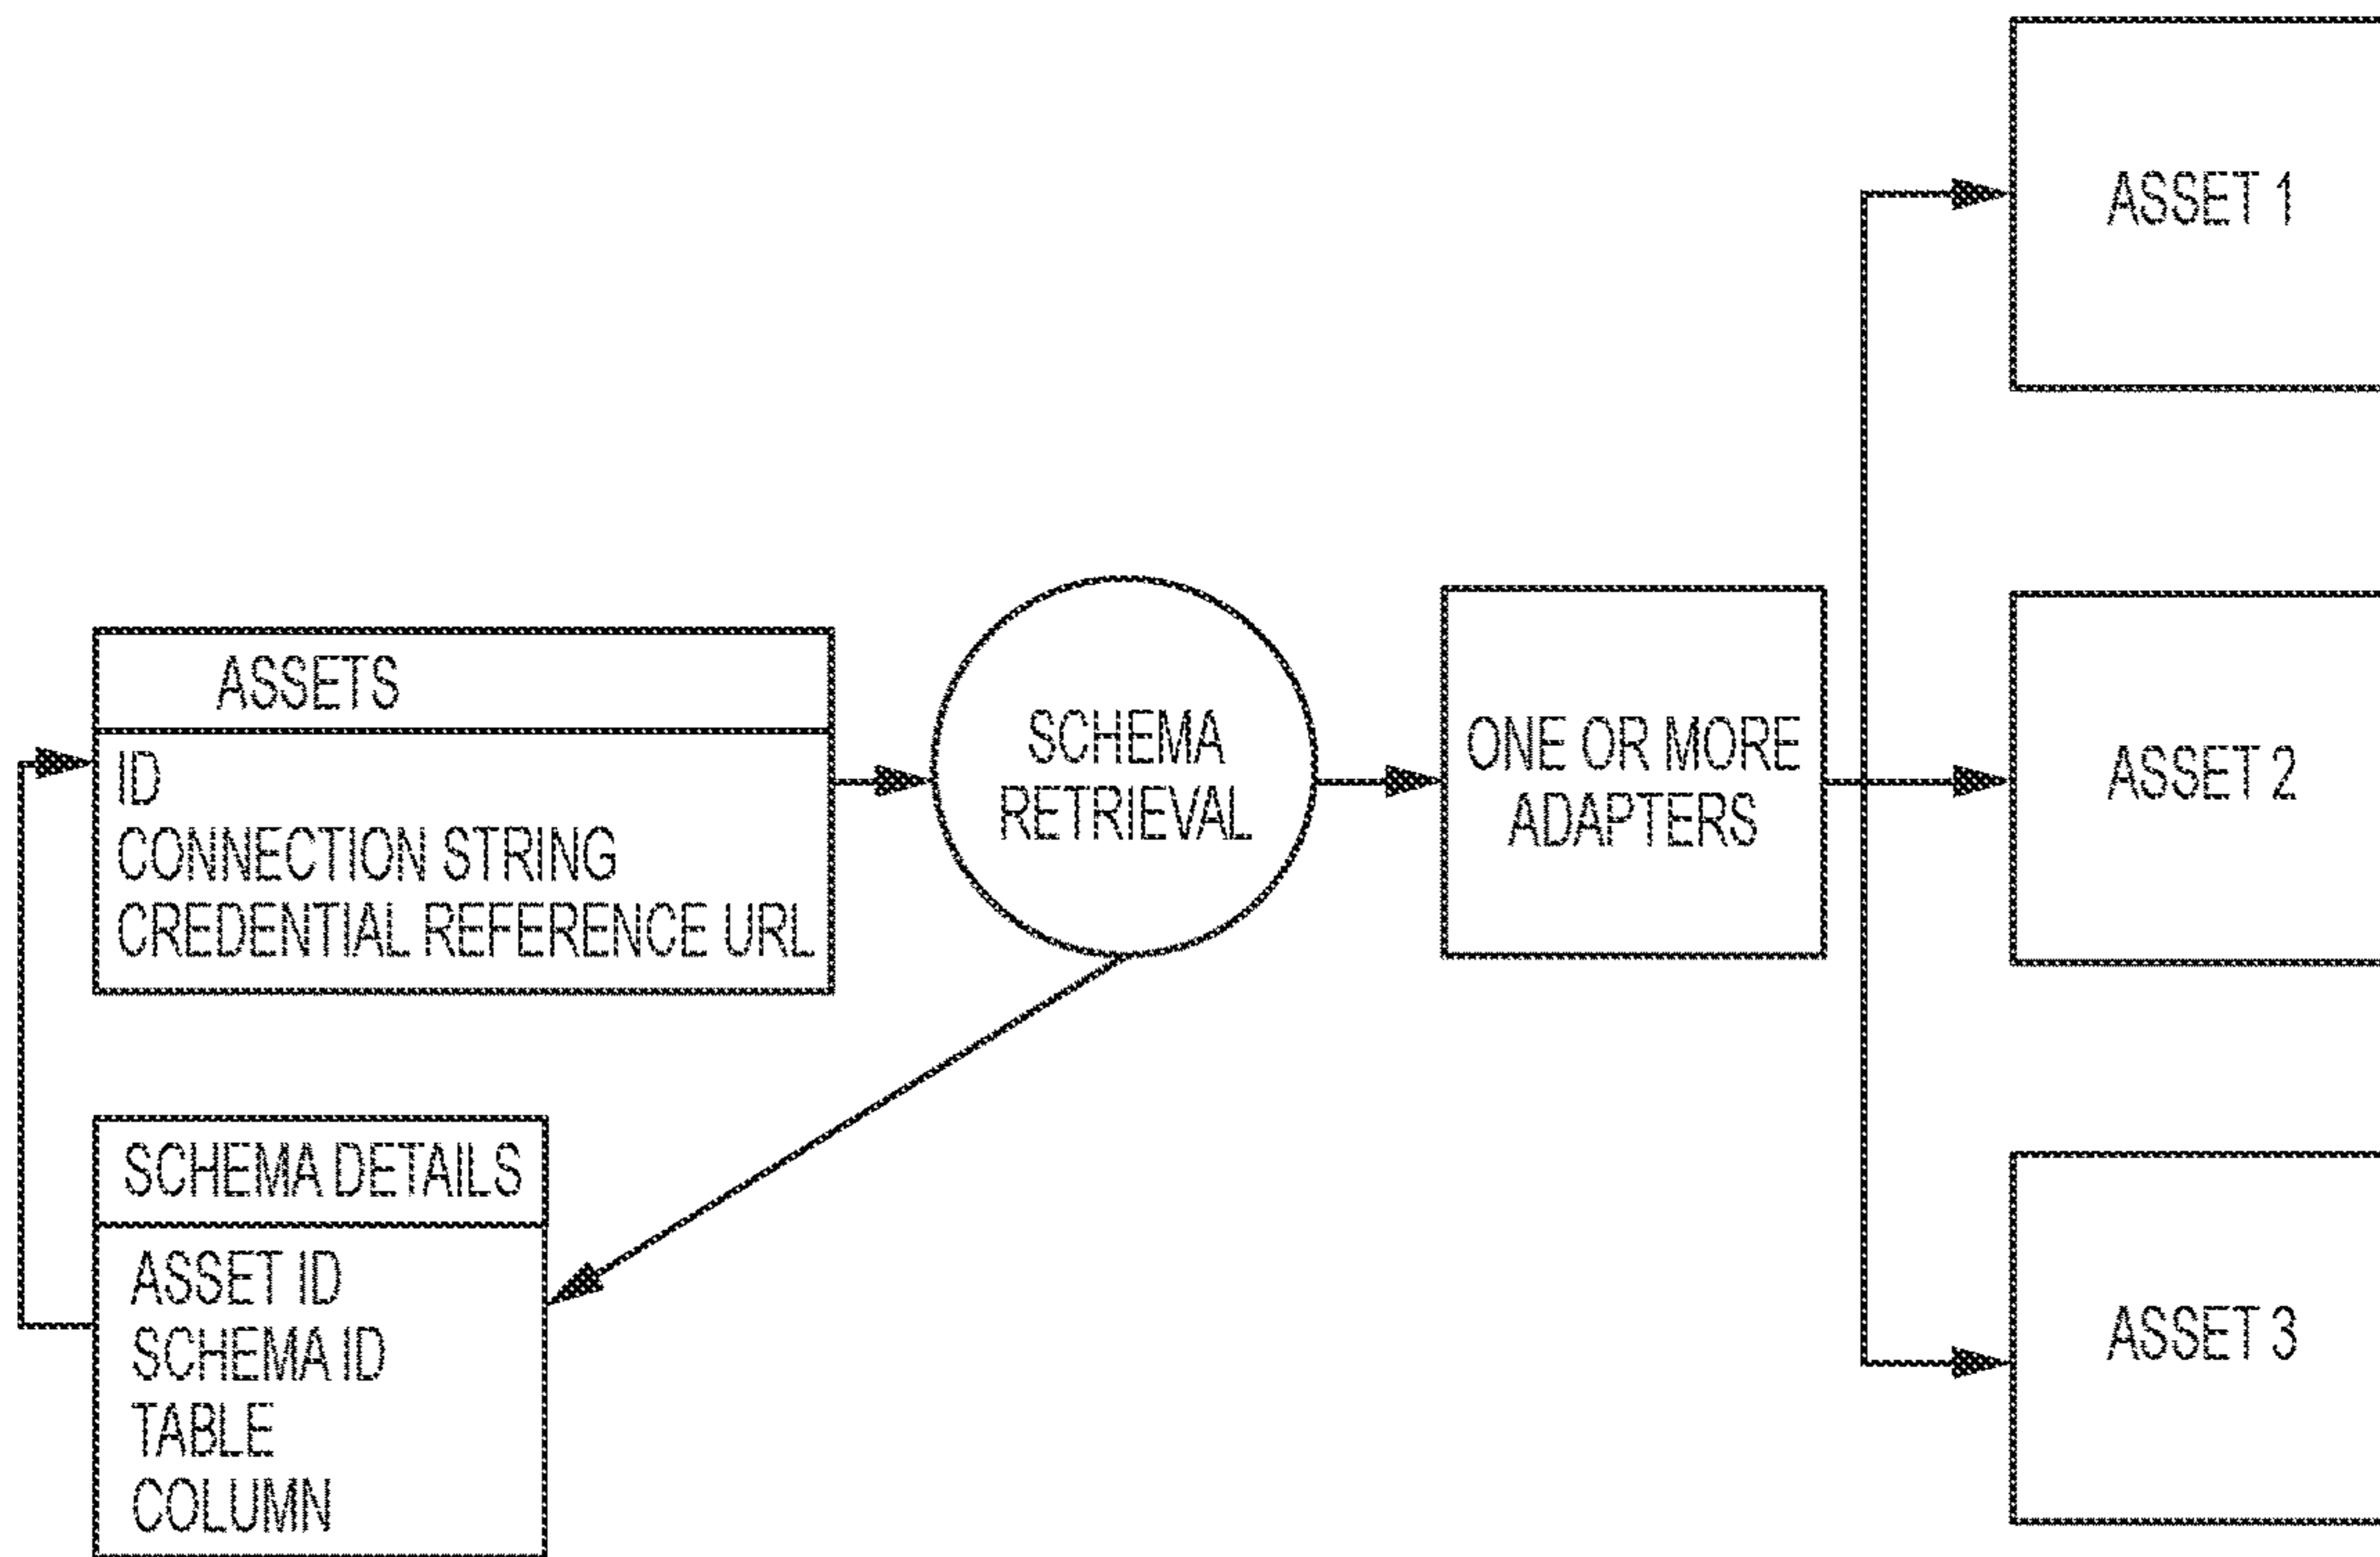 ASSETS
ID
CONNECTION STRING
CREDENTIAL REFERENCE URL
SCHEMA DETAILS
ASSET ID
SCHEMA ID
TABLE
COLUMN
SCHEMA
RETRIEVAL
ONE OR MORE
ADAPTERS
ASSET 1
ASSET 2
ASSET 3